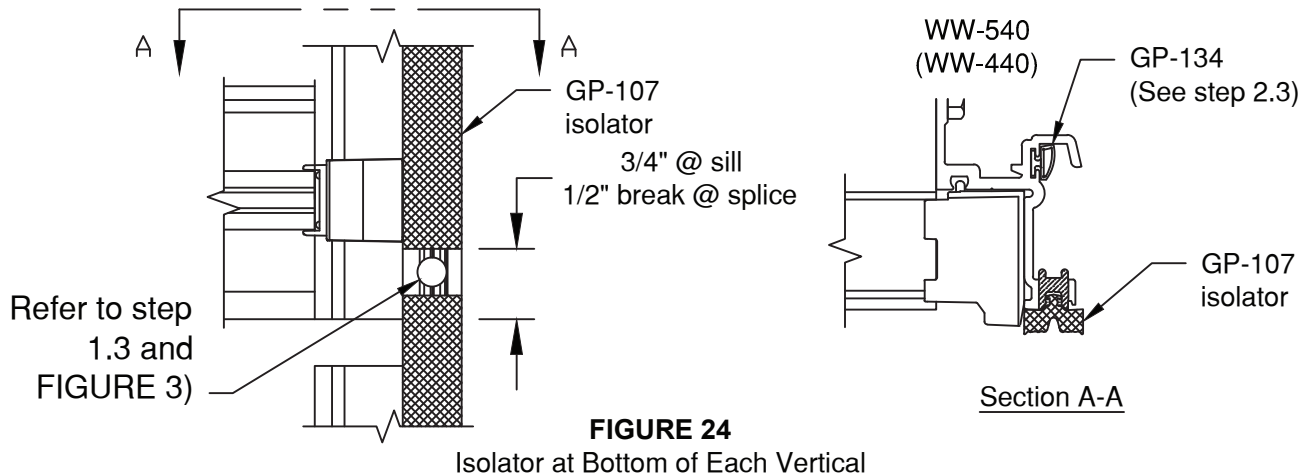 A
A
GP-107
isolator
3/4" @ sill
1/2" break @ splice
Refer to step
1.3 and
FIGURE 3)
WW-540
(WW-440)
GP-134
(See step 2.3)
GP-107
isolator
Section A-A
FIGURE 24
Isolator at Bottom of Each Vertical